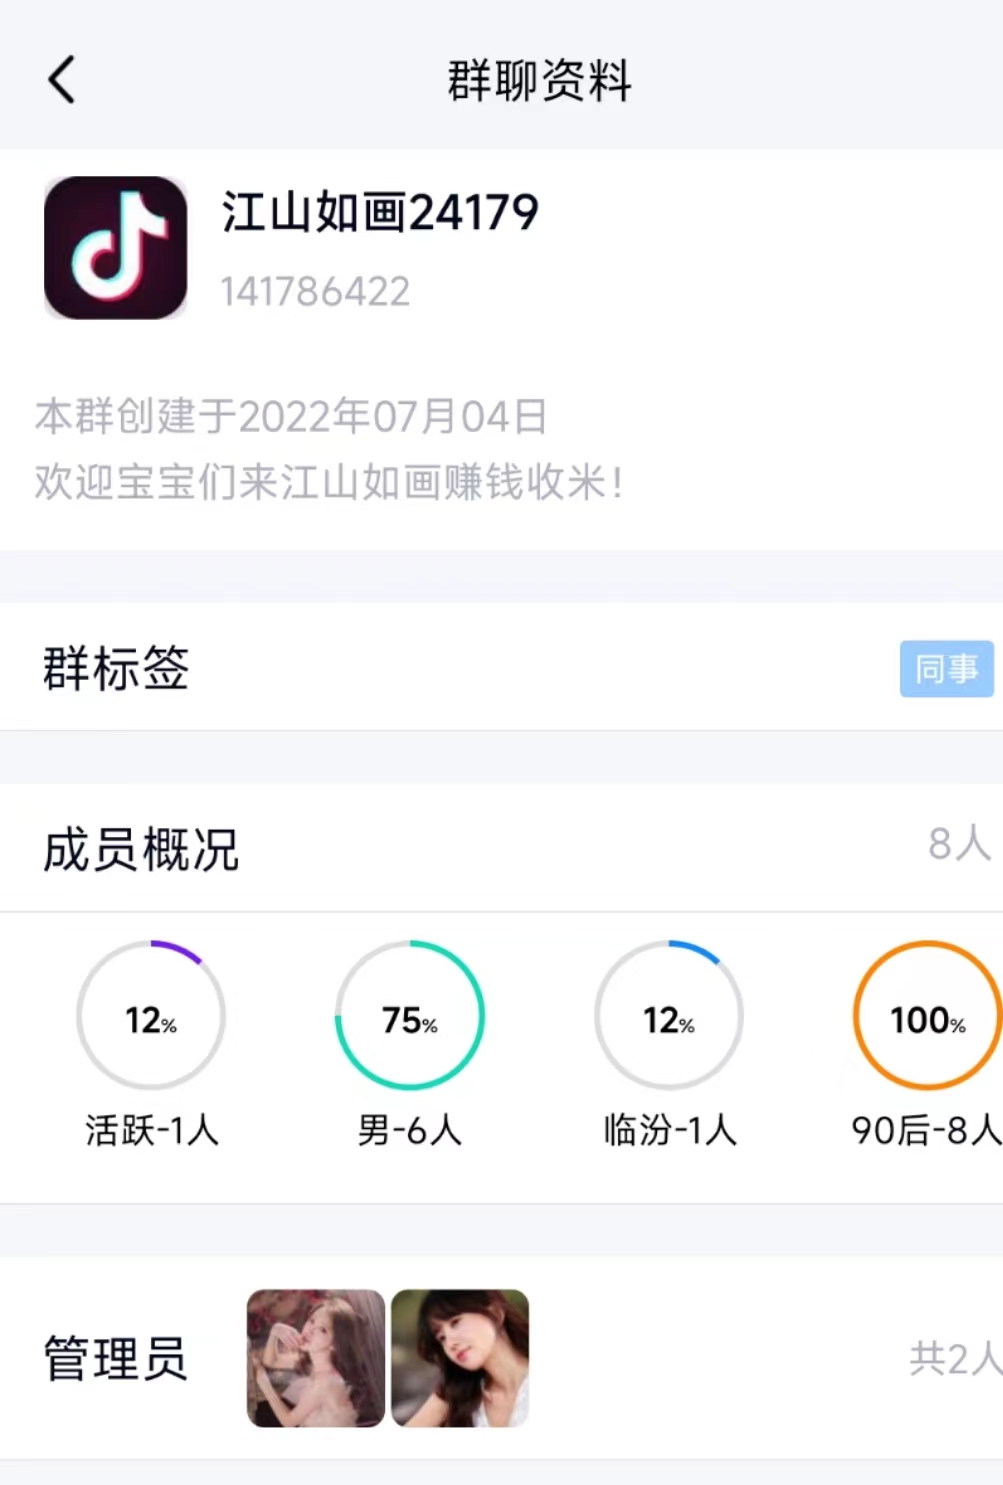 群聊资料
江山如画24179
141786422
本群创建于2022年07月04日
欢迎宝宝们来江山如画赚钱收米!
群标签
同事
成员概况
8人
12%
75%
12%
100%
活跃-1人
男-6人
临汾-1人
90后-8人
管理员
共2人